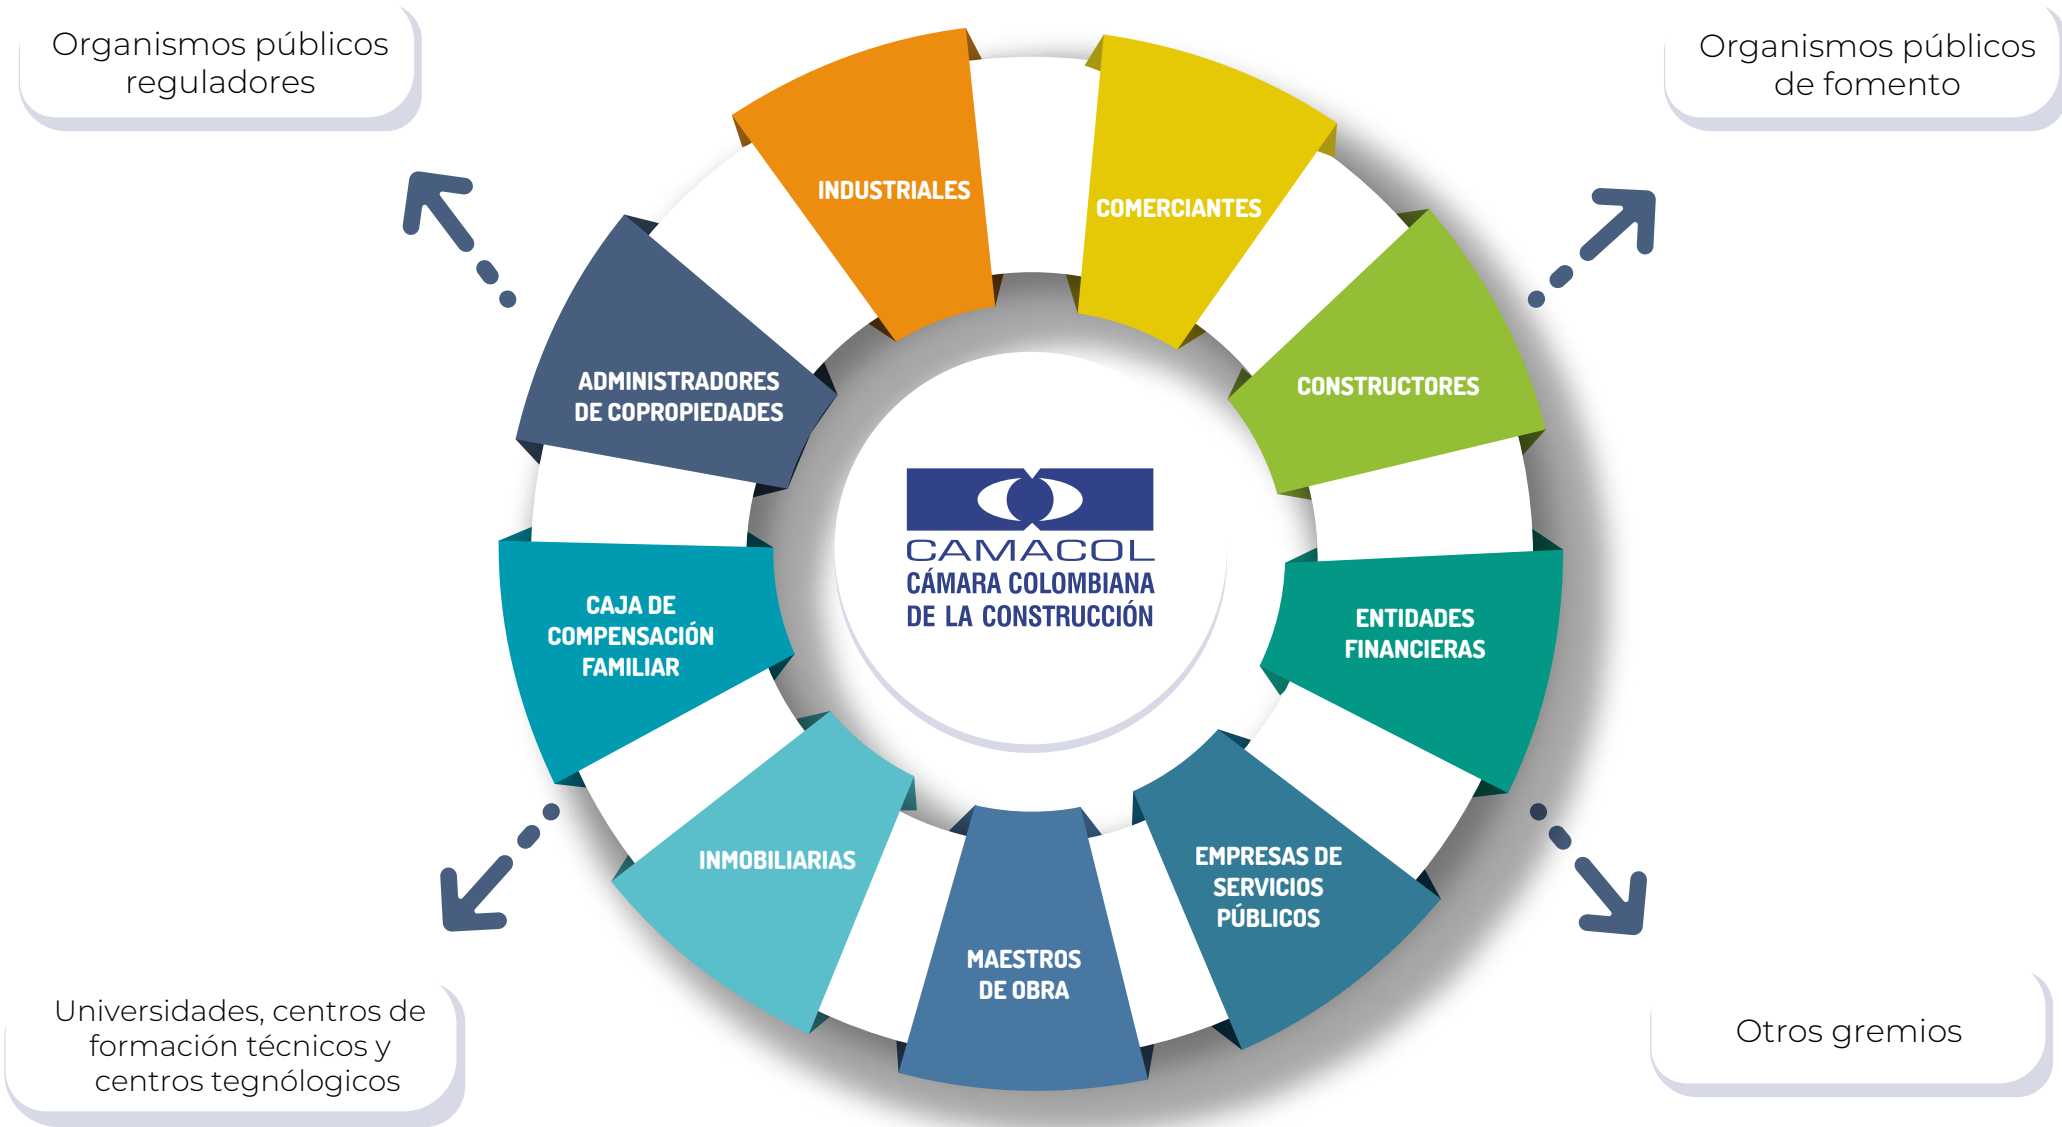 Organismos públicos
reguladores
Organismos públicos
de fomento
INDUSTRIALES
COMERCIANTES
ADMINISTRADORES
DE COPROPIEDADES
CONSTRUCTORES
CAMACOL
CÁMARA COLOMBIANA
DE LA CONSTRUCCIÓN
CAJA DE
COMPENSACIÓN
FAMILIAR
ENTIDADES
FINANCIERAS
INMOBILIARIAS
EMPRESAS DE
SERVICIOS
PÚBLICOS
MAESTROS
DE OBRA
Universidades, centros de
formación técnicos y
centros tegnólogicos
Otros gremios